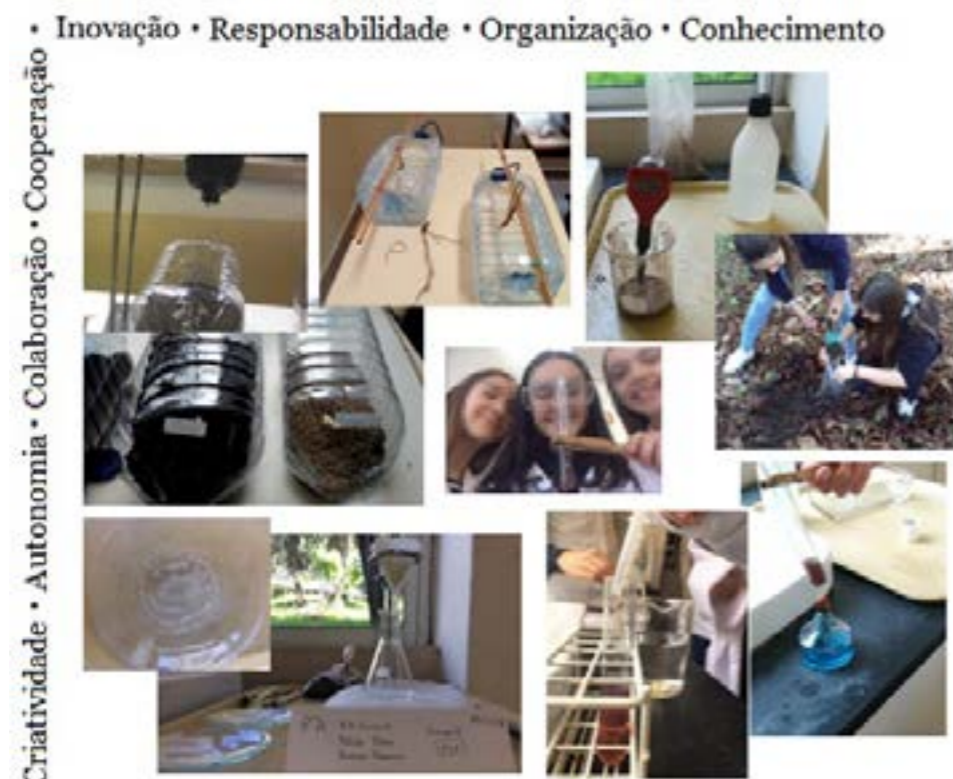 • Inovação • Responsabilidade • Organização • Conhecimento
Criatividade • Autonomia • Colaboração • Cooperação